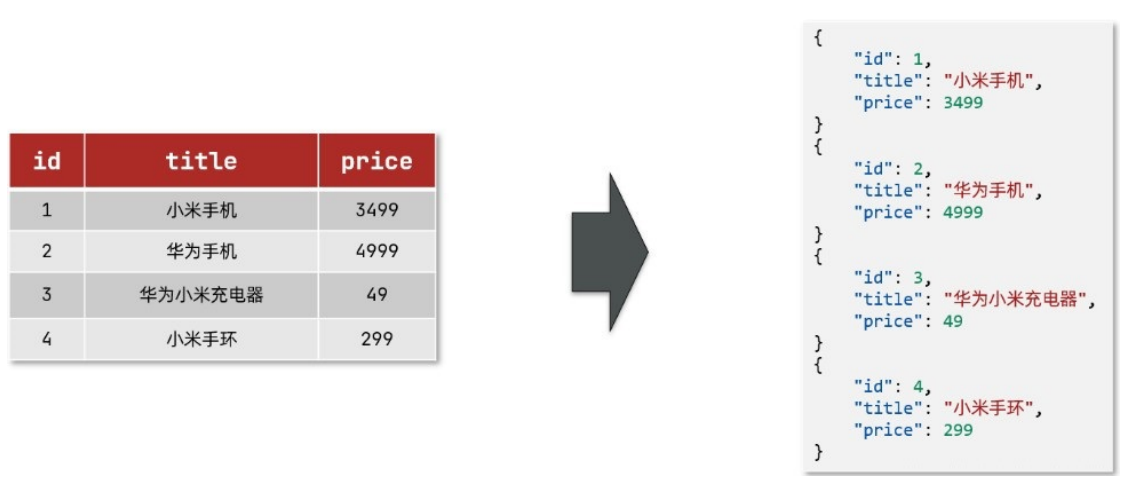 id title price
1 小米手机 3499
2 华为手机 4999
3 华为小米充电器 49
4 小米手环 299
{
"id": 1,
"title": "小米手机",
"price": 3499
}
{
"id": 2,
"title": "华为手机",
"price": 4999
}
{
"id": 3,
"title": "华为小米充电器",
"price": 49
}
{
"id": 4,
"title": "小米手环",
"price": 299
}